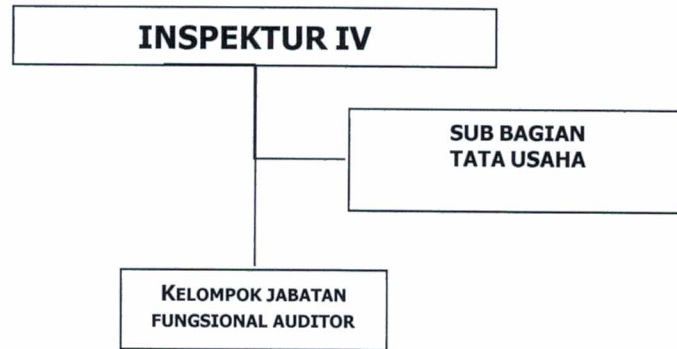 INSPEKTUR IV
SUB BAGIAN
TATA USAHA
KELOMPOK JABATAN
FUNGSIONAL AUDITOR